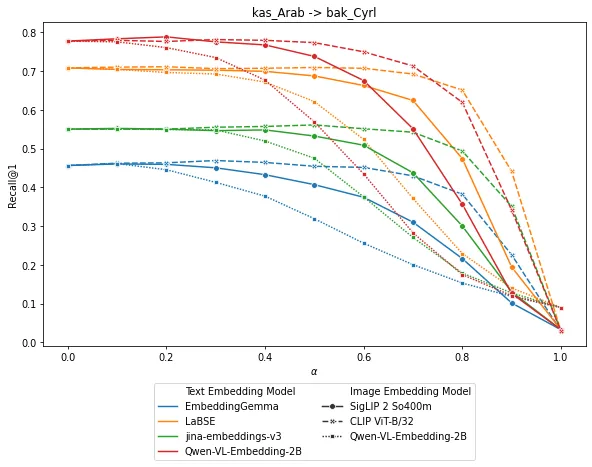 kas_Arab -> bak_Cyrl
Recall@1
0.8
0.7
0.6
0.5
0.4
0.3
0.2
0.1
0.0
0.0 0.2 0.4 0.6 0.8 1.0
α
Text Embedding Model Image Embedding Model
EmbeddingGemma SigLIP 2 So400m
LaBSE CLIP ViT-B/32
jina-embeddings-v3 Qwen-VL-Embedding-2B
Qwen-VL-Embedding-2B